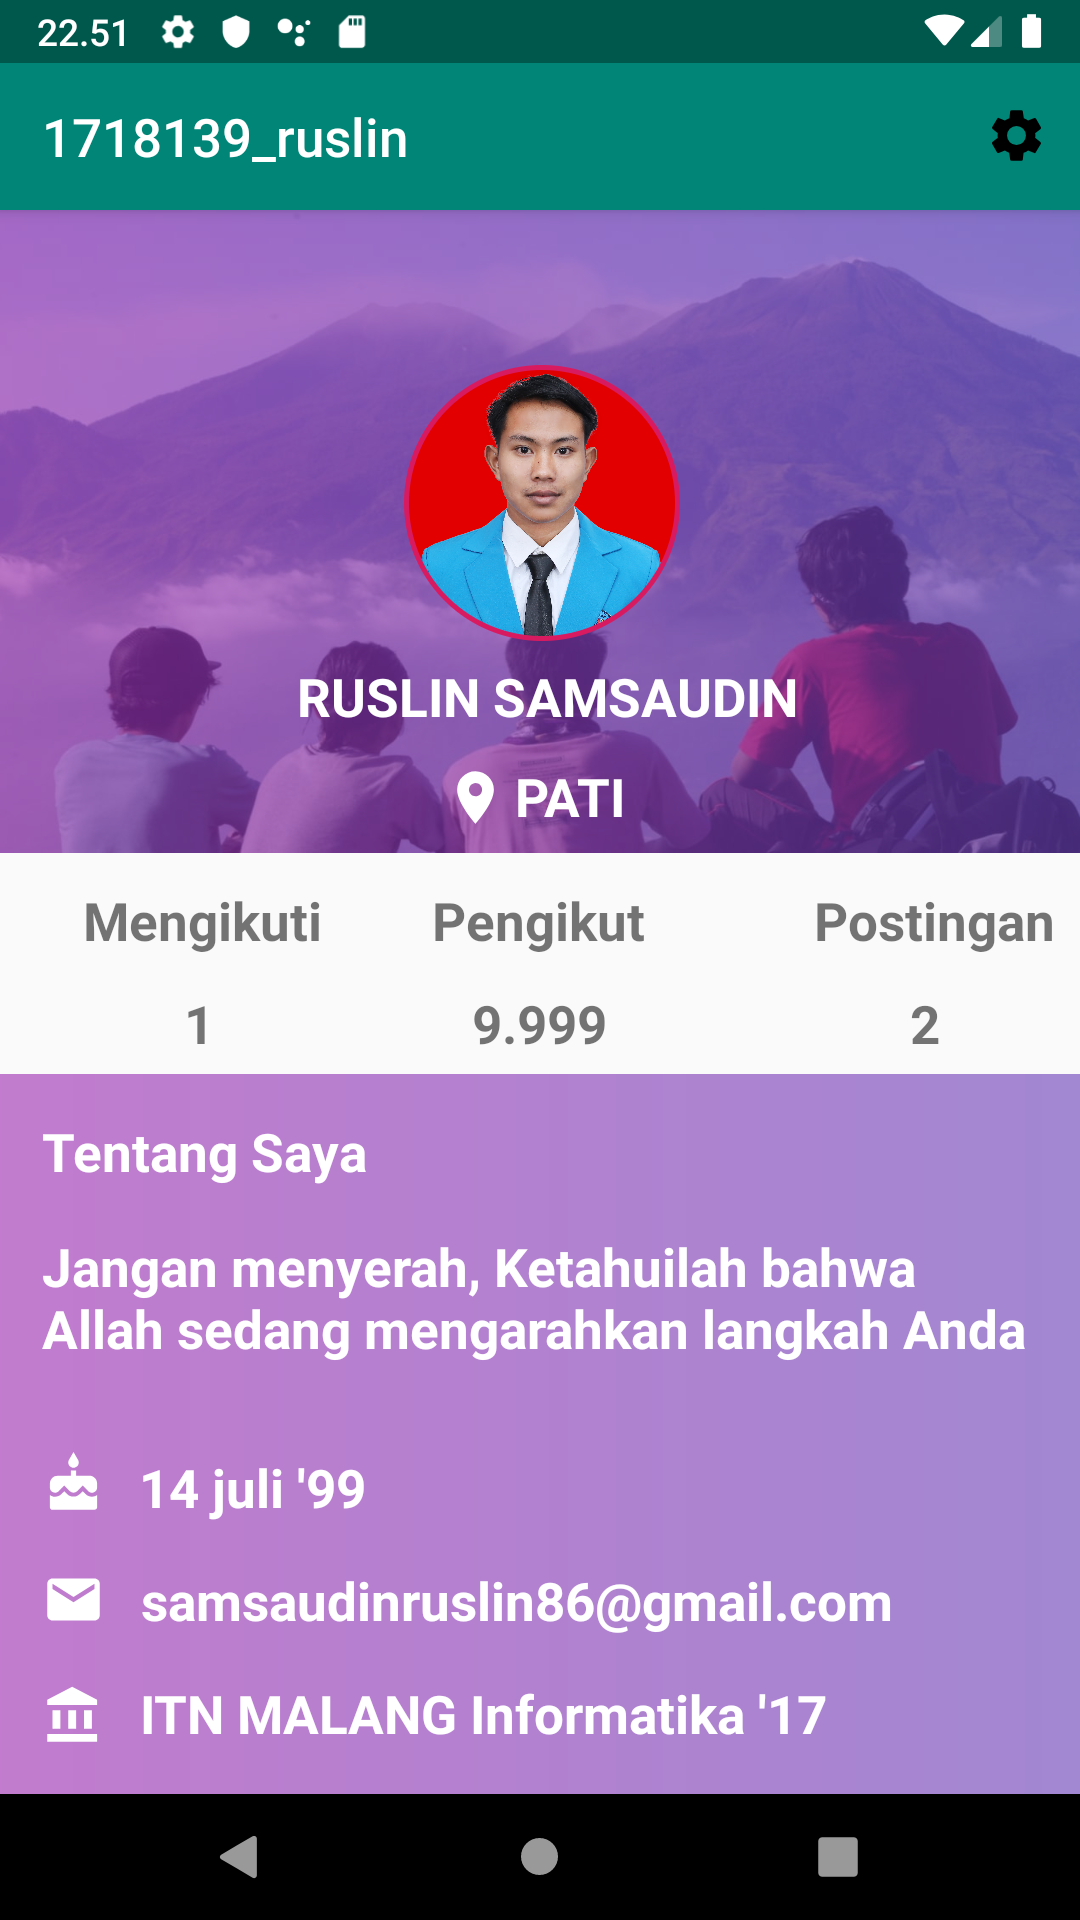 22.51
1718139_ruslin
RUSLIN SAMSAUDIN
PATI
Mengikuti Pengikut Postingan
1 9.999 2
Tentang Saya
Jangan menyerah, Ketahuilah bahwa
Allah sedang mengarahkan langkah Anda
14 juli '99
samsaudinruslin86@gmail.com
ITN MALANG Informatika '17